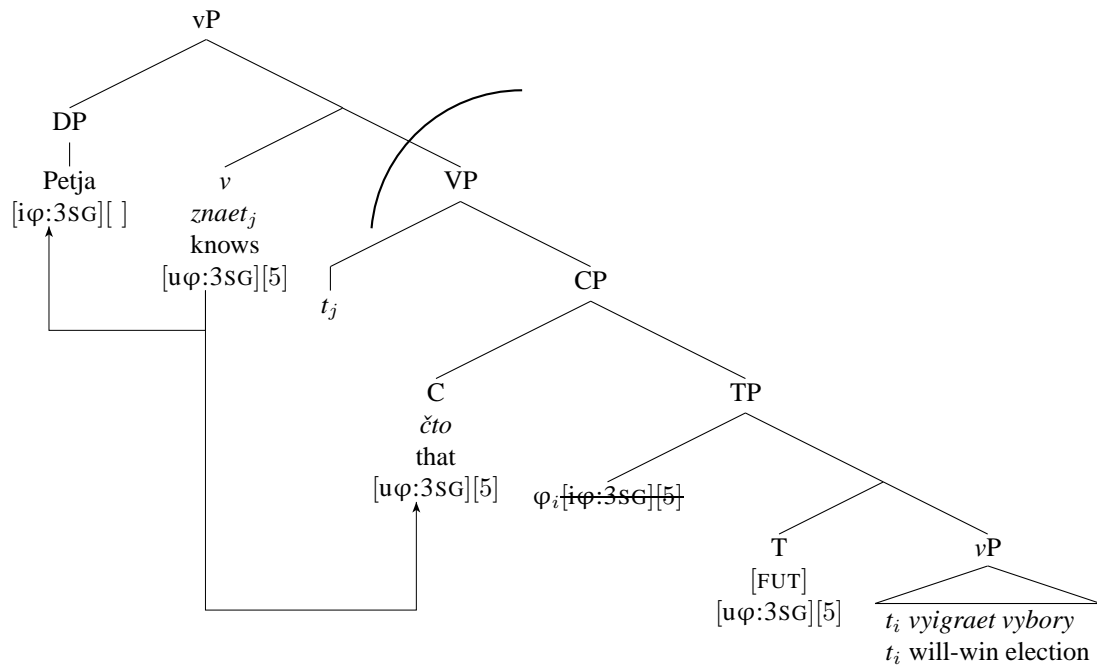 vP
DP
Petja
[iφ:3SG][ ]
v
znaet_j
knows
[uφ:3SG][5]
VP
t_j
CP
C
čto
that
[uφ:3SG][5]
TP
φ_i[iφ:3SG][5]
T
[FUT]
[uφ:3SG][5]
vP
t_i vyigraet vybory
t_i will-win election